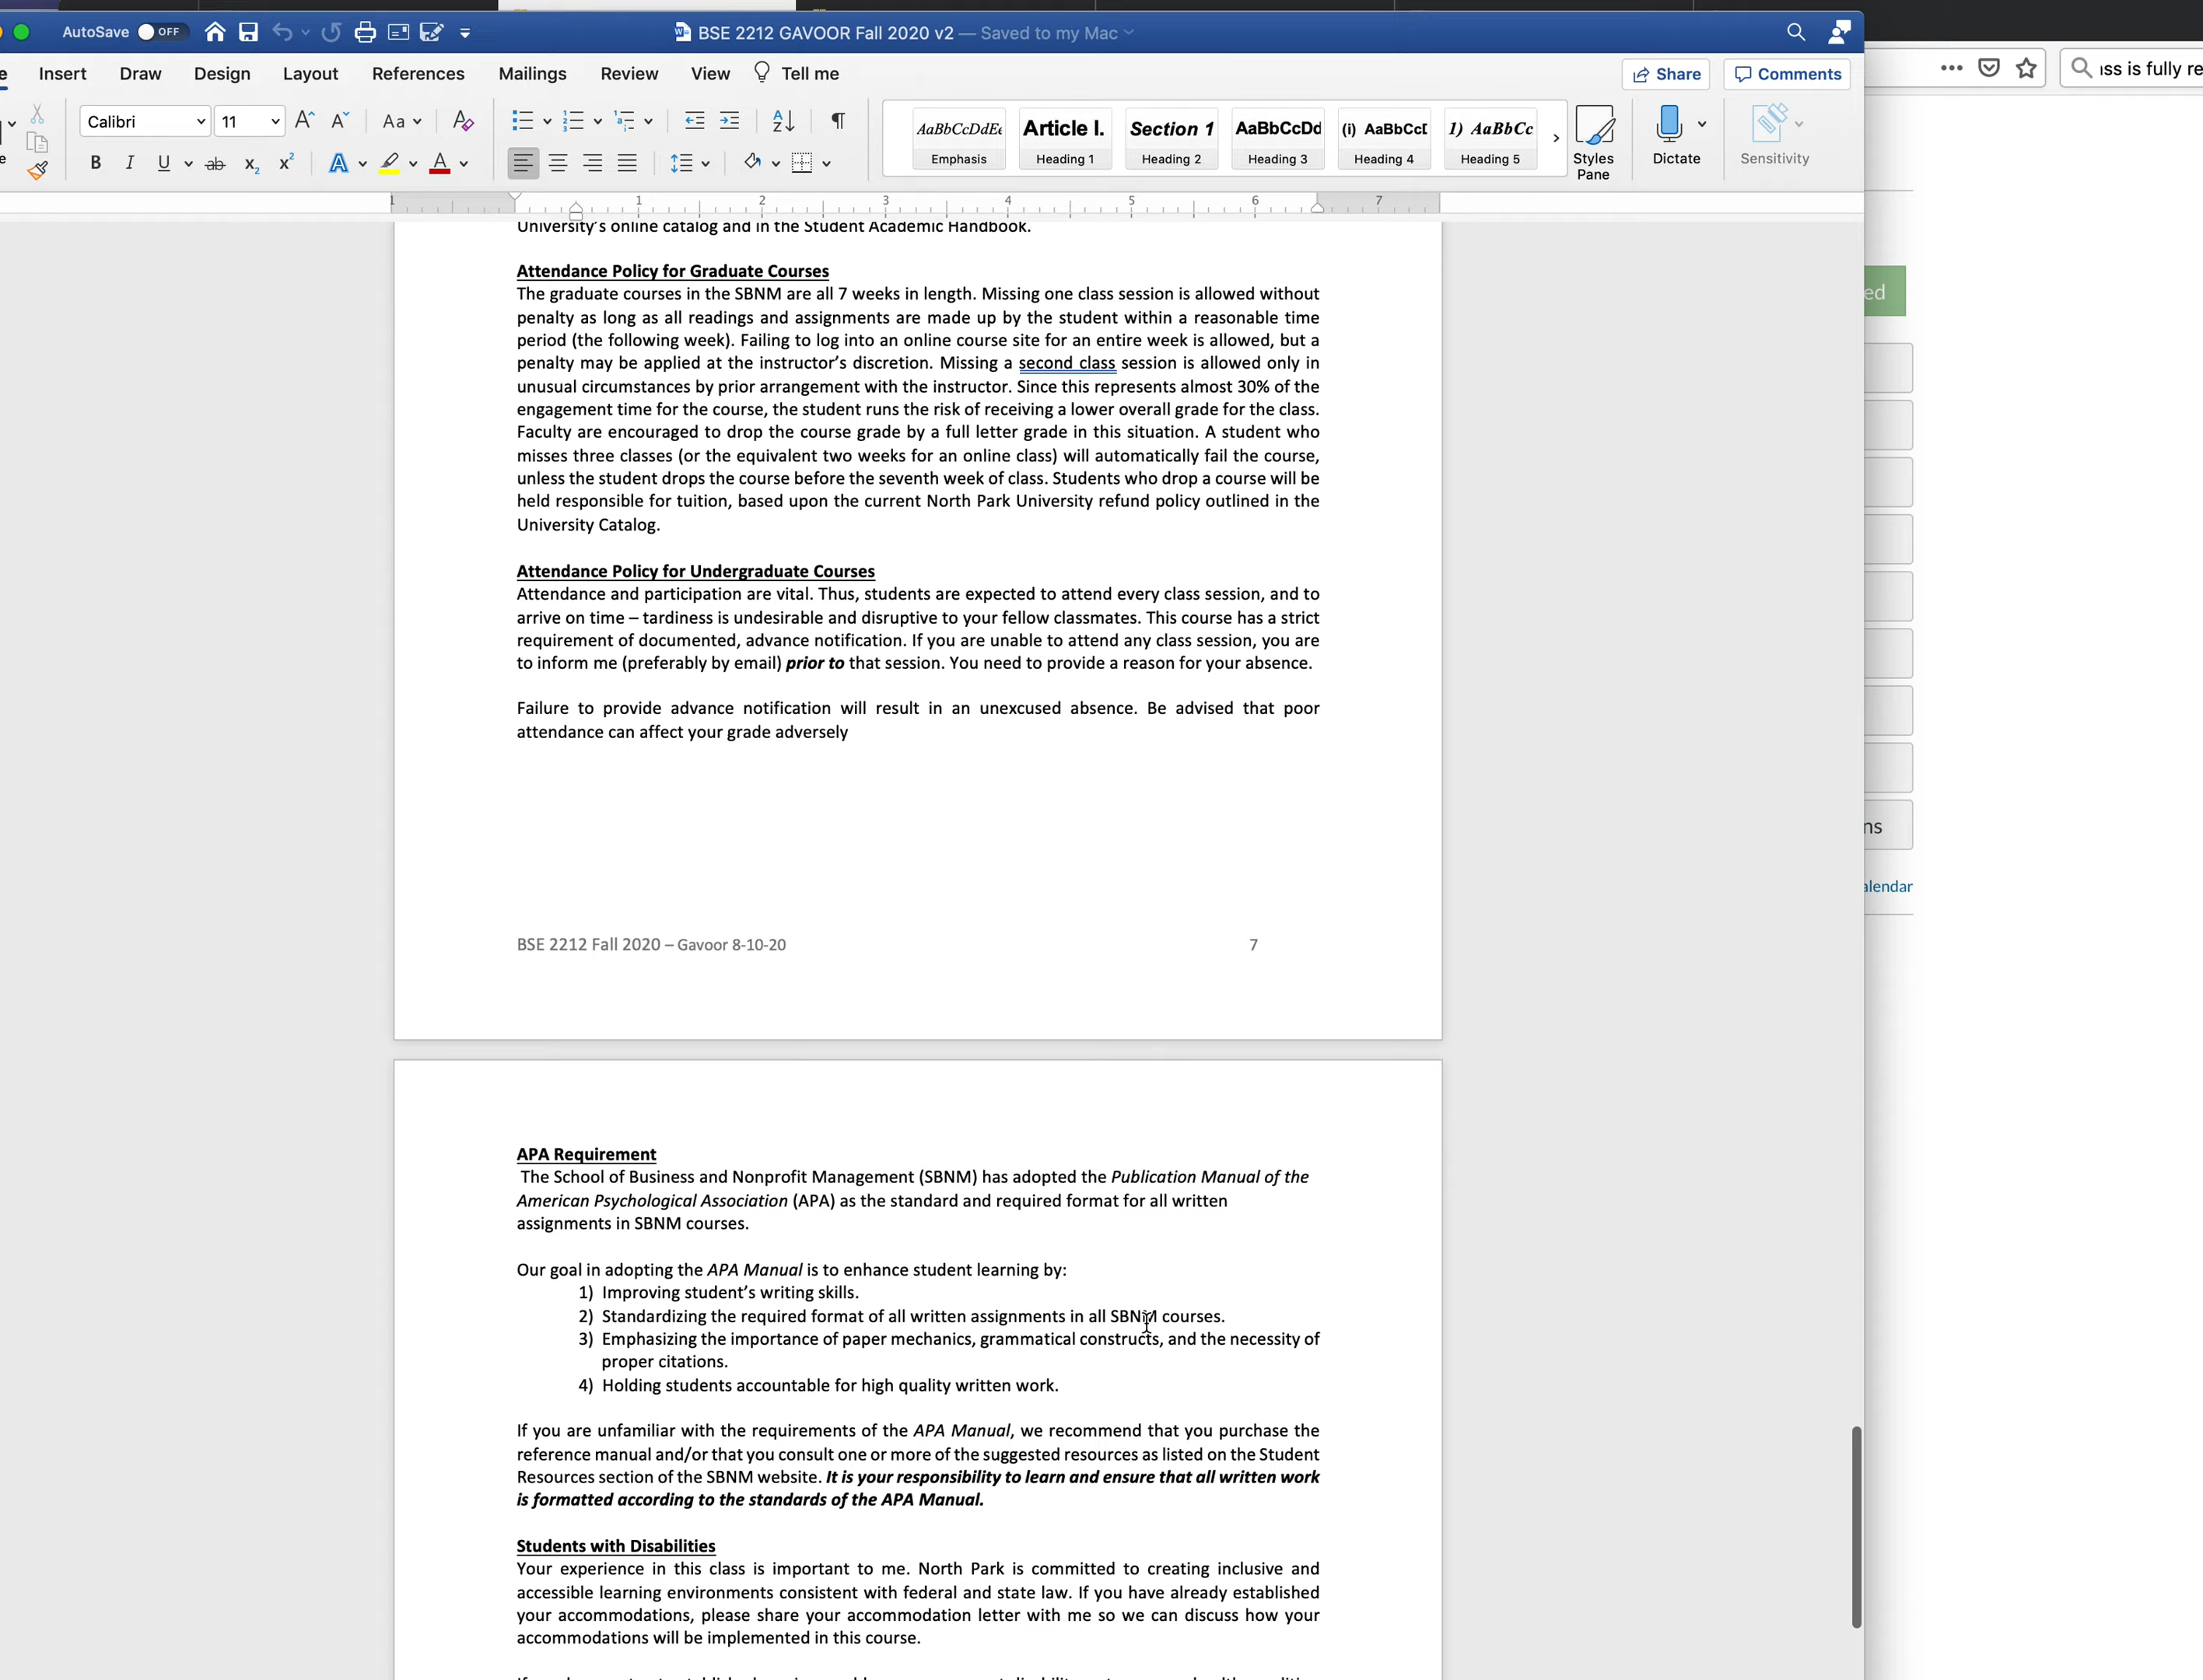 AutoSave OFF BSE 2212 GAVOOR Fall 2020 v2 — Saved to my Mac
Insert Draw Design Layout References Mailings Review View Tell me Share Comments
ass is fully re
Calibri 11 Aa
AaBbCcDdEe Article I. Section 1 AaBbCcDd (i) AaBbCcI 1) AaBbCc
Emphasis Heading 1 Heading 2 Heading 3 Heading 4 Heading 5
Styles Pane Dictate Sensitivity
B I U ab x2 x2 A A
1 1 2 3 4 5 6 7
University's online catalog and in the Student Academic Handbook.
Attendance Policy for Graduate Courses
The graduate courses in the SBNM are all 7 weeks in length. Missing one class session is allowed without
penalty as long as all readings and assignments are made up by the student within a reasonable time
period (the following week). Failing to log into an online course site for an entire week is allowed, but a
penalty may be applied at the instructor's discretion. Missing a second class session is allowed only in
unusual circumstances by prior arrangement with the instructor. Since this represents almost 30% of the
engagement time for the course, the student runs the risk of receiving a lower overall grade for the class.
Faculty are encouraged to drop the course grade by a full letter grade in this situation. A student who
misses three classes (or the equivalent two weeks for an online class) will automatically fail the course,
unless the student drops the course before the seventh week of class. Students who drop a course will be
held responsible for tuition, based upon the current North Park University refund policy outlined in the
University Catalog.
Attendance Policy for Undergraduate Courses
Attendance and participation are vital. Thus, students are expected to attend every class session, and to
arrive on time – tardiness is undesirable and disruptive to your fellow classmates. This course has a strict
requirement of documented, advance notification. If you are unable to attend any class session, you are
to inform me (preferably by email) prior to that session. You need to provide a reason for your absence.
Failure to provide advance notification will result in an unexcused absence. Be advised that poor
attendance can affect your grade adversely
BSE 2212 Fall 2020 – Gavoor 8-10-20 7
APA Requirement
The School of Business and Nonprofit Management (SBNM) has adopted the Publication Manual of the
American Psychological Association (APA) as the standard and required format for all written
assignments in SBNM courses.
Our goal in adopting the APA Manual is to enhance student learning by:
1) Improving student's writing skills.
2) Standardizing the required format of all written assignments in all SBNM courses.
3) Emphasizing the importance of paper mechanics, grammatical constructs, and the necessity of
proper citations.
4) Holding students accountable for high quality written work.
If you are unfamiliar with the requirements of the APA Manual, we recommend that you purchase the
reference manual and/or that you consult one or more of the suggested resources as listed on the Student
Resources section of the SBNM website. It is your responsibility to learn and ensure that all written work
is formatted according to the standards of the APA Manual.
Students with Disabilities
Your experience in this class is important to me. North Park is committed to creating inclusive and
accessible learning environments consistent with federal and state law. If you have already established
your accommodations, please share your accommodation letter with me so we can discuss how your
accommodations will be implemented in this course.
ed
ns
alendar